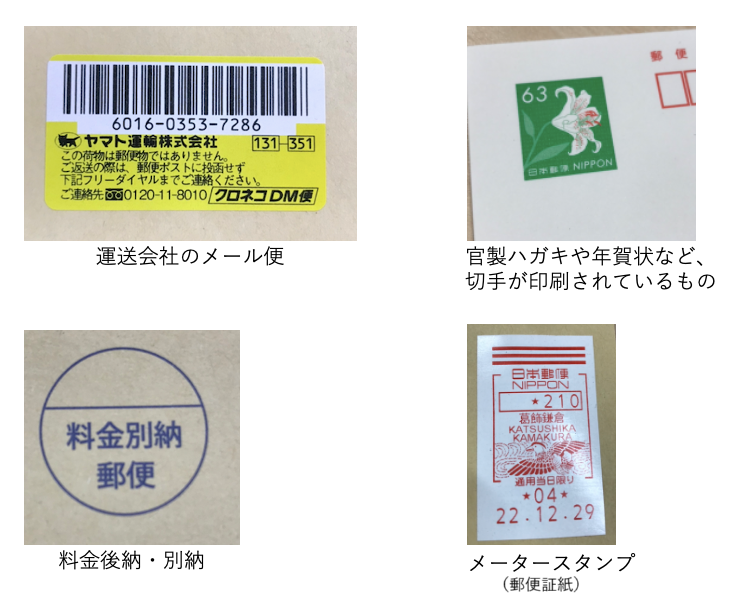 6016-0353-7286
ヤマト運輸株式会社 131-351
この荷物は郵便物ではありません。
ご返送の際は、郵便ポストに投函せず
下記フリーダイヤルまでご連絡ください。
ご連絡先 0120-11-8010 クロネコDM便
運送会社のメール便
郵便
63
日本郵便 NIPPON
官製ハガキや年賀状など、
切手が印刷されているもの
料金別納
郵便
料金後納・別納
日本郵便
NIPPON
★210
葛飾鎌倉
KATSUSHIKA
KAMAKURA
通用当日限り
★04★
22.12.29
メータースタンプ
（郵便証紙）